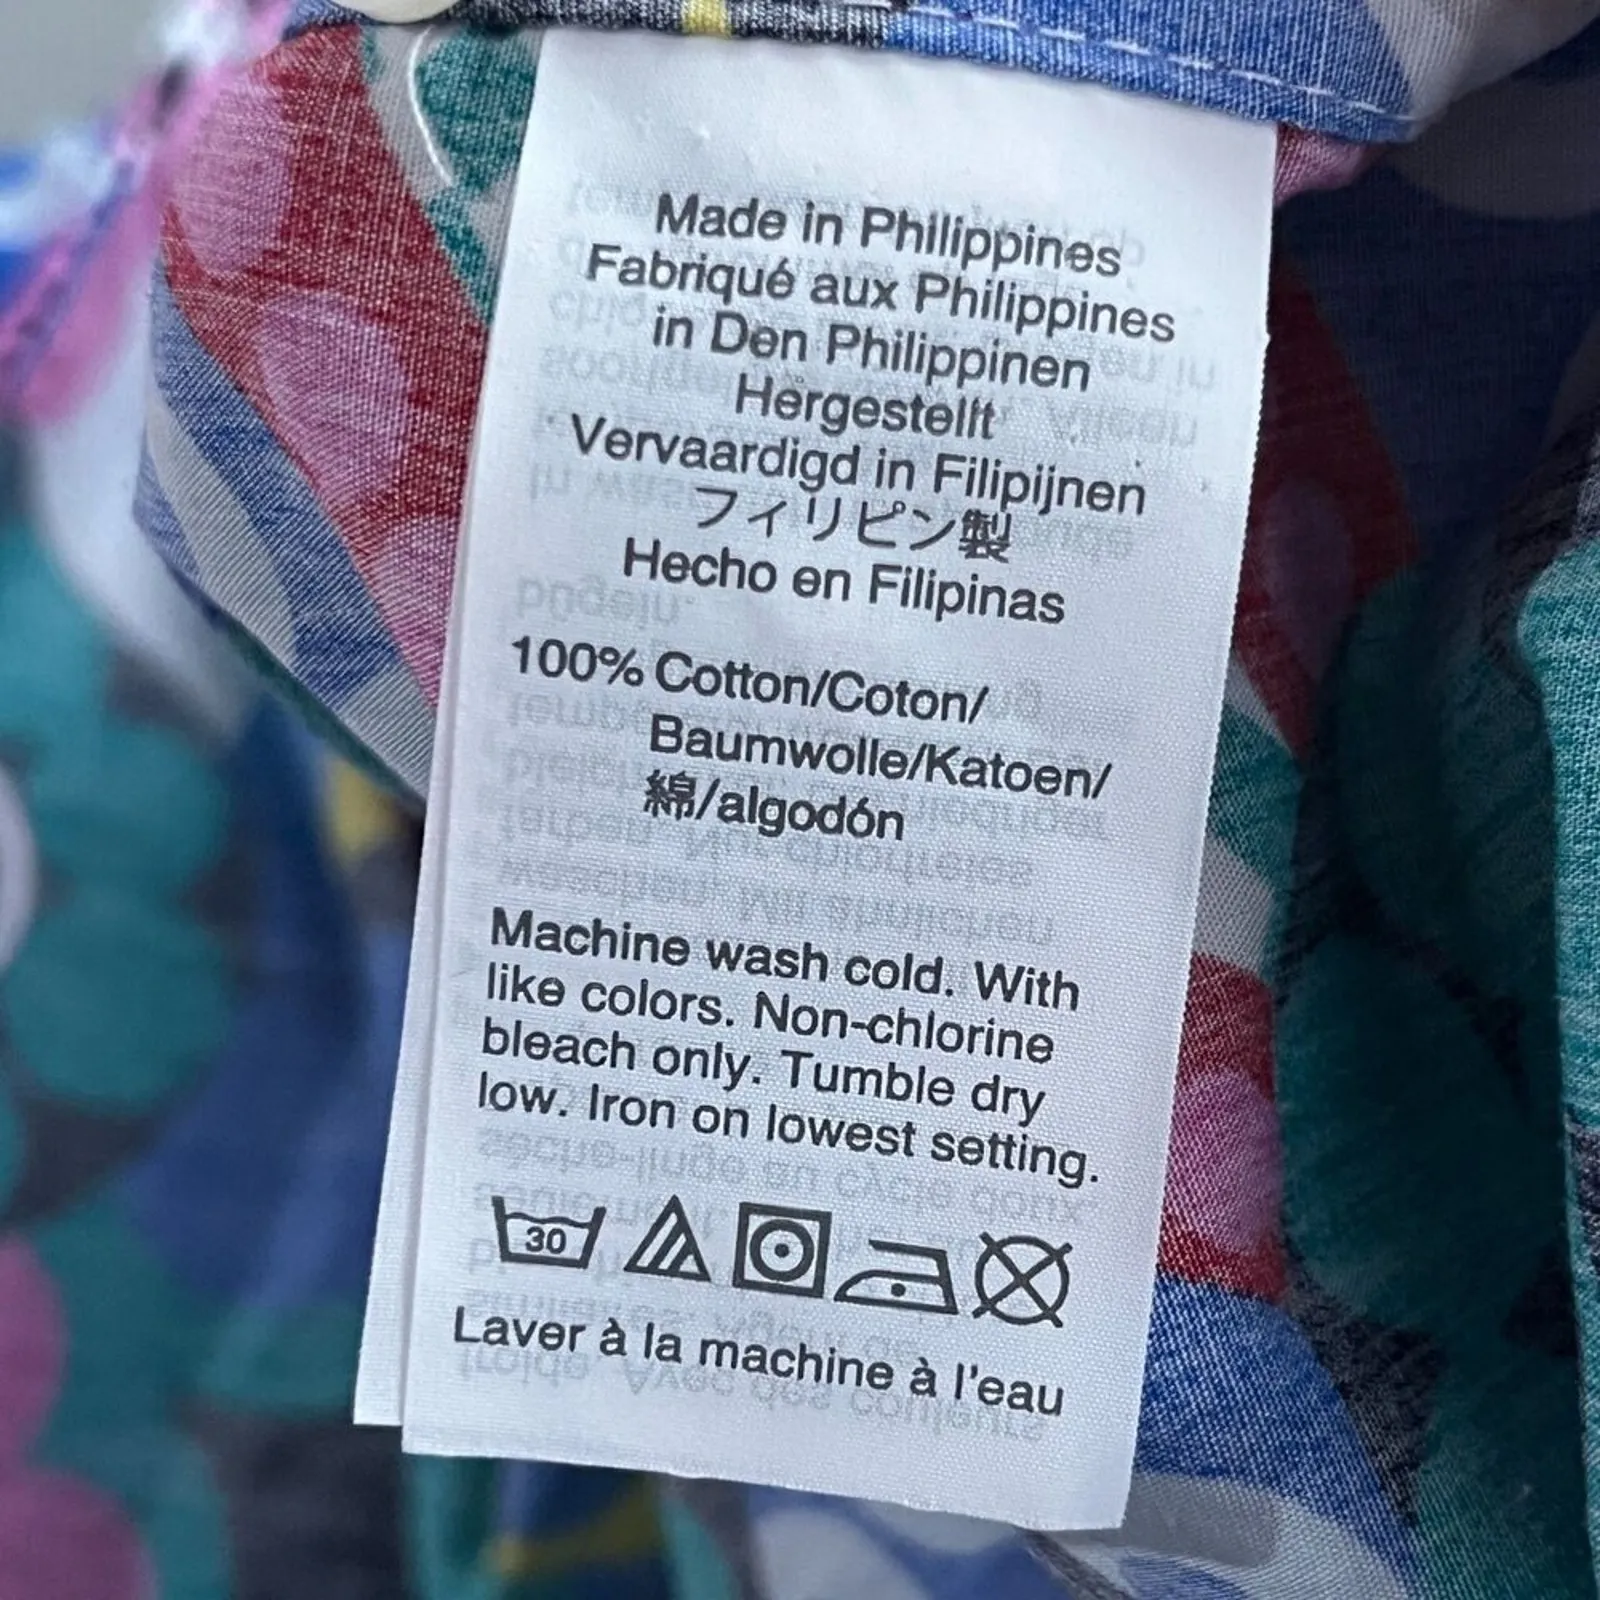 Made in Philippines
Fabriqué aux Philippines
in Den Philippinen
Hergestellt
Vervaardigd in Filipijnen
フィリピン製
Hecho en Filipinas
100% Cotton/Coton/
Baumwolle/Katoen/
綿/algodón
Machine wash cold. With
like colors. Non-chlorine
bleach only. Tumble dry
low. Iron on lowest setting.
30
Laver à la machine à l'eau